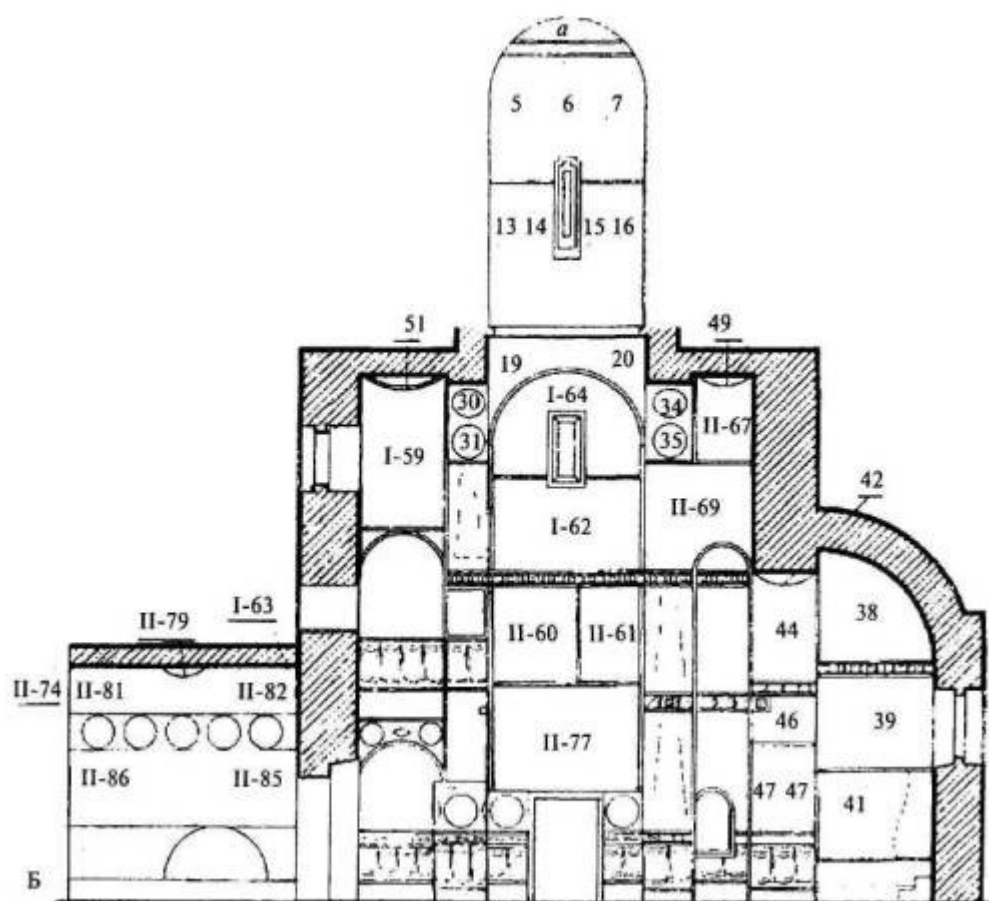 а
5 6 7
13 14 15 16
51 49
19 20
30 I-64 34
31 35 II-67
I-59
42
I-62 II-69
I-63
II-79 II-60 II-61 44 38
II-74 II-81 II-82
46 39
II-77
II-86 II-85 47 47 41
Б